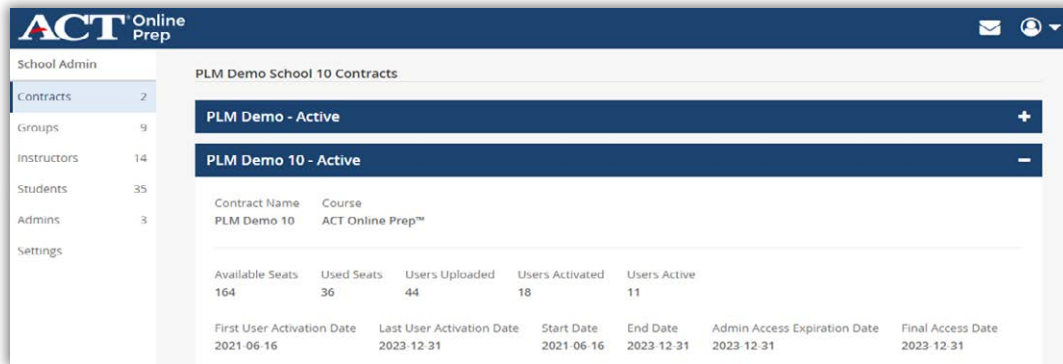 ACT® Online Prep
School Admin
Contracts 2
Groups 9
Instructors 14
Students 35
Admins 3
Settings
PLM Demo School 10 Contracts
PLM Demo - Active
PLM Demo 10 - Active
Contract Name Course
PLM Demo 10 ACT Online Prep™
Available Seats Used Seats Users Uploaded Users Activated Users Active
164 36 44 18 11
First User Activation Date Last User Activation Date Start Date End Date Admin Access Expiration Date Final Access Date
2021-06-16 2023-12-31 2021-06-16 2023-12-31 2023-12-31 2023-12-31